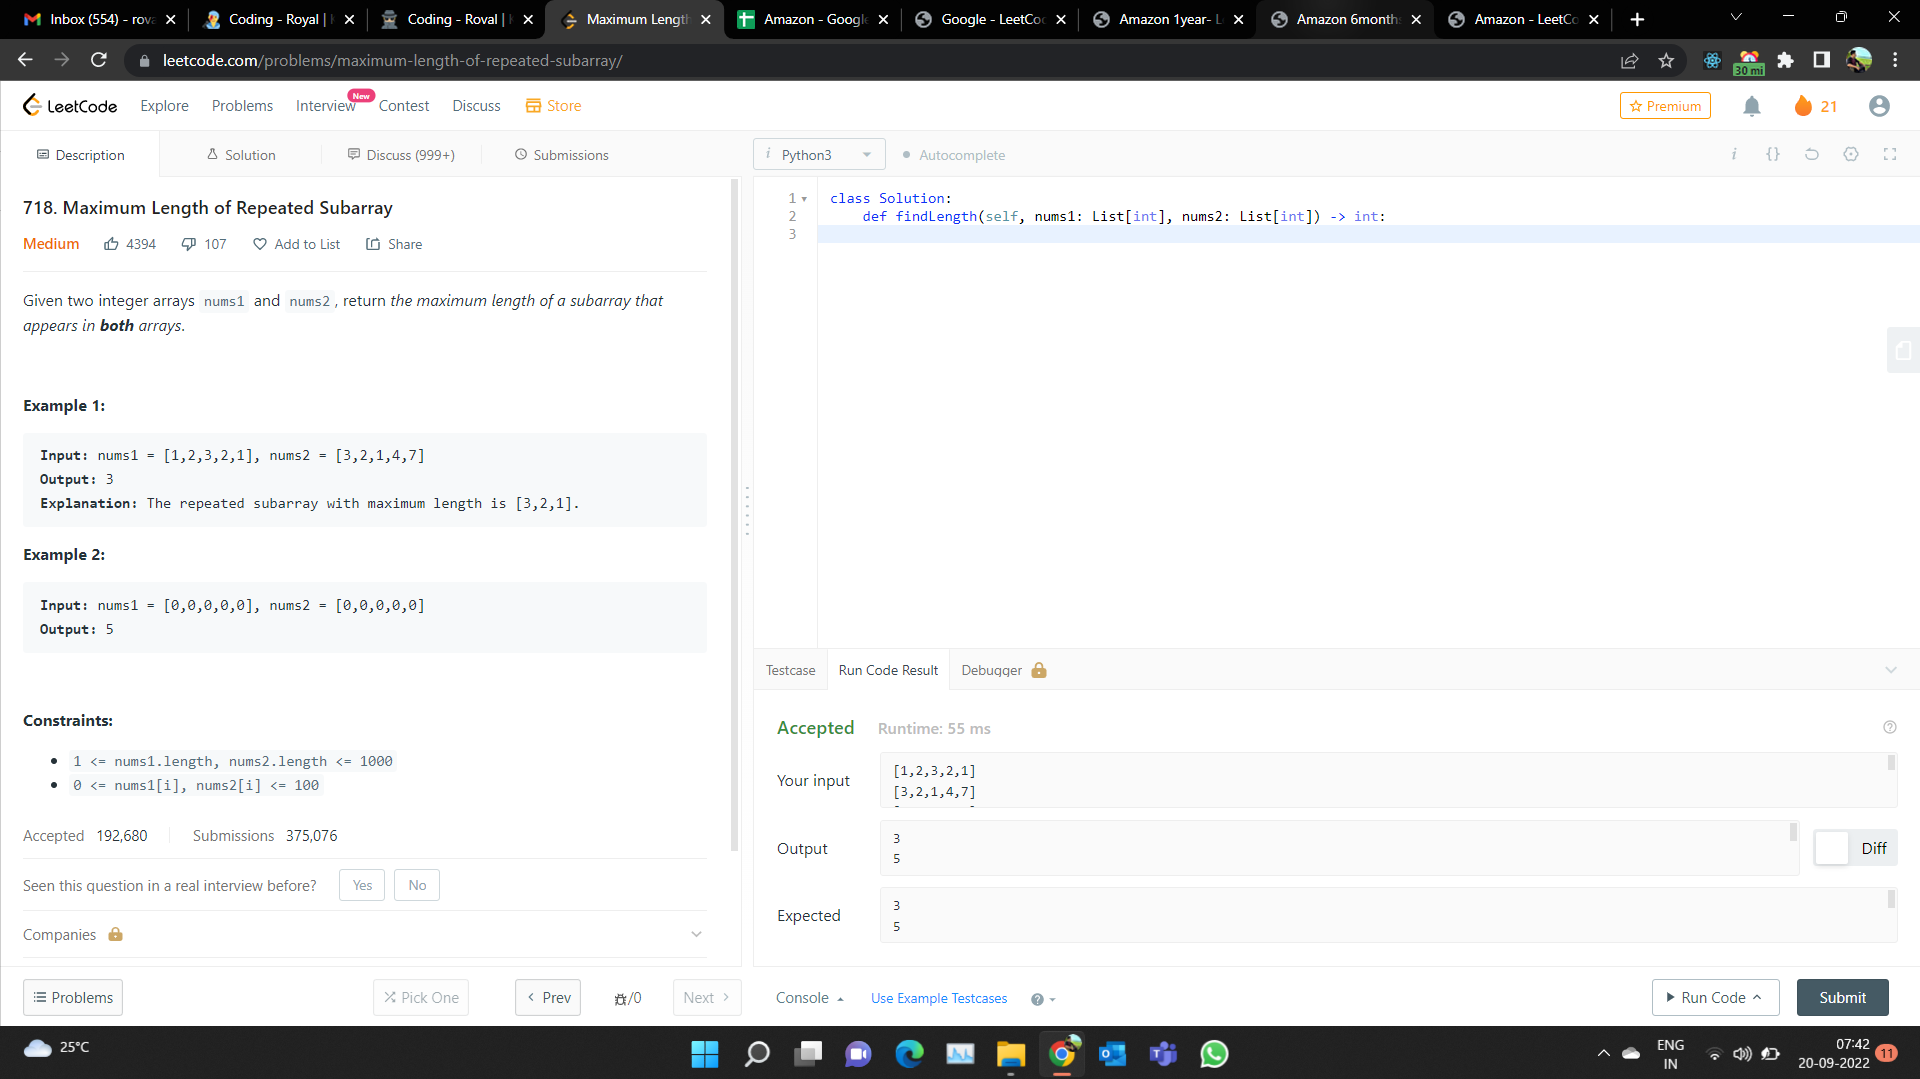 Inbox (554) - rova
Coding - Royal |
Coding - Royal |
Maximum Length
Amazon - Google
Google - LeetCo
Amazon 1year- L
Amazon 6month
Amazon - LeetCo
leetcode.com/problems/maximum-length-of-repeated-subarray/
30 mi
LeetCode
Explore
Problems
Interview
New
Contest
Discuss
Store
Premium
21
Description
Solution
Discuss (999+)
Submissions
i Python3
Autocomplete
i {}
718. Maximum Length of Repeated Subarray
Medium
4394
107
Add to List
Share
Given two integer arrays nums1 and nums2, return the maximum length of a subarray that
appears in both arrays.
Example 1:
Input: nums1 = [1,2,3,2,1], nums2 = [3,2,1,4,7]
Output: 3
Explanation: The repeated subarray with maximum length is [3,2,1].
Example 2:
Input: nums1 = [0,0,0,0,0], nums2 = [0,0,0,0,0]
Output: 5
Constraints:
1 <= nums1.length, nums2.length <= 1000
0 <= nums1[i], nums2[i] <= 100
Accepted 192,680
Submissions 375,076
Seen this question in a real interview before?
Yes
No
Companies
Problems
Pick One
Prev
/0
Next
1 class Solution:
2 def findLength(self, nums1: List[int], nums2: List[int]) -> int:
3
Testcase
Run Code Result
Debugger
Accepted
Runtime: 55 ms
Your input
[1,2,3,2,1]
[3,2,1,4,7]
Output
3
5
Diff
Expected
3
5
Console
Use Example Testcases
Run Code
Submit
25°C
ENG
IN
07:42
20-09-2022
11